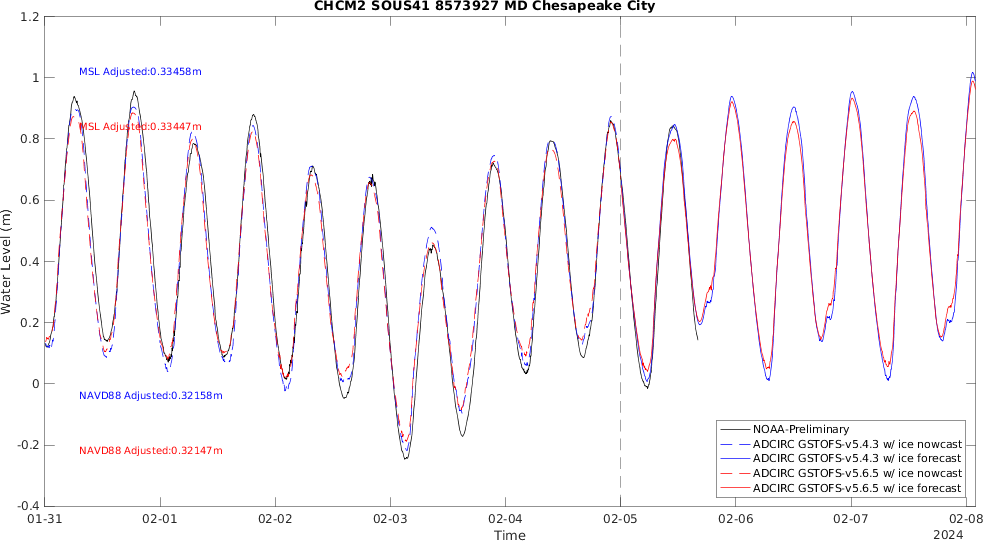 CHCM2 SOUS41 8573927 MD Chesapeake City
1.2
1
0.8
0.6
0.4
0.2
0
-0.2
-0.4
Water Level (m)
MSL Adjusted:0.33458m
MSL Adjusted:0.33447m
NAVD88 Adjusted:0.32158m
NAVD88 Adjusted:0.32147m
NOAA-Preliminary
ADCIRC GSTOFS-v5.4.3 w/ ice nowcast
ADCIRC GSTOFS-v5.4.3 w/ ice forecast
ADCIRC GSTOFS-v5.6.5 w/ ice nowcast
ADCIRC GSTOFS-v5.6.5 w/ ice forecast
01-31 02-01 02-02 02-03 02-04 02-05 02-06 02-07 02-08
Time
2024